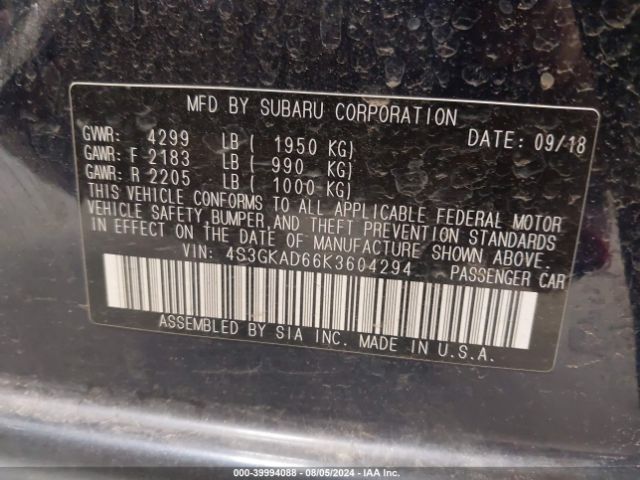 MFD BY SUBARU CORPORATION
GVWR: 4299 LB ( 1950 KG) DATE: 09/18
GAWR: F 2183 LB ( 990 KG)
GAWR: R 2205 LB ( 1000 KG)
THIS VEHICLE CONFORMS TO ALL APPLICABLE FEDERAL MOTOR
VEHICLE SAFETY, BUMPER, AND THEFT PREVENTION STANDARDS
IN EFFECT ON THE DATE OF MANUFACTURE SHOWN ABOVE.
VIN: 4S3GKAD66K3604294 PASSENGER CAR
ASSEMBLED BY SIA INC. MADE IN U.S.A.
000-39994088 - 08/05/2024 - IAA Inc.